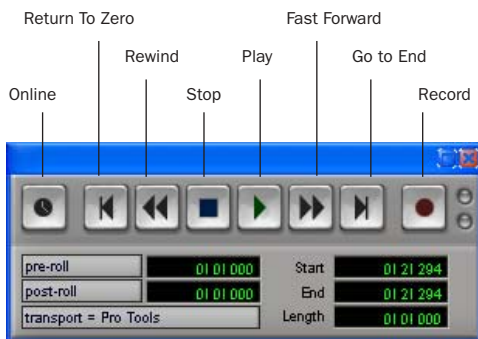 Return To Zero
Fast Forward
Rewind
Play
Go to End
Online
Stop
Record
pre-roll
01 01 000
Start
01 21 294
post-roll
01 01 000
End
01 21 294
transport = Pro Tools
Length
01 01 000